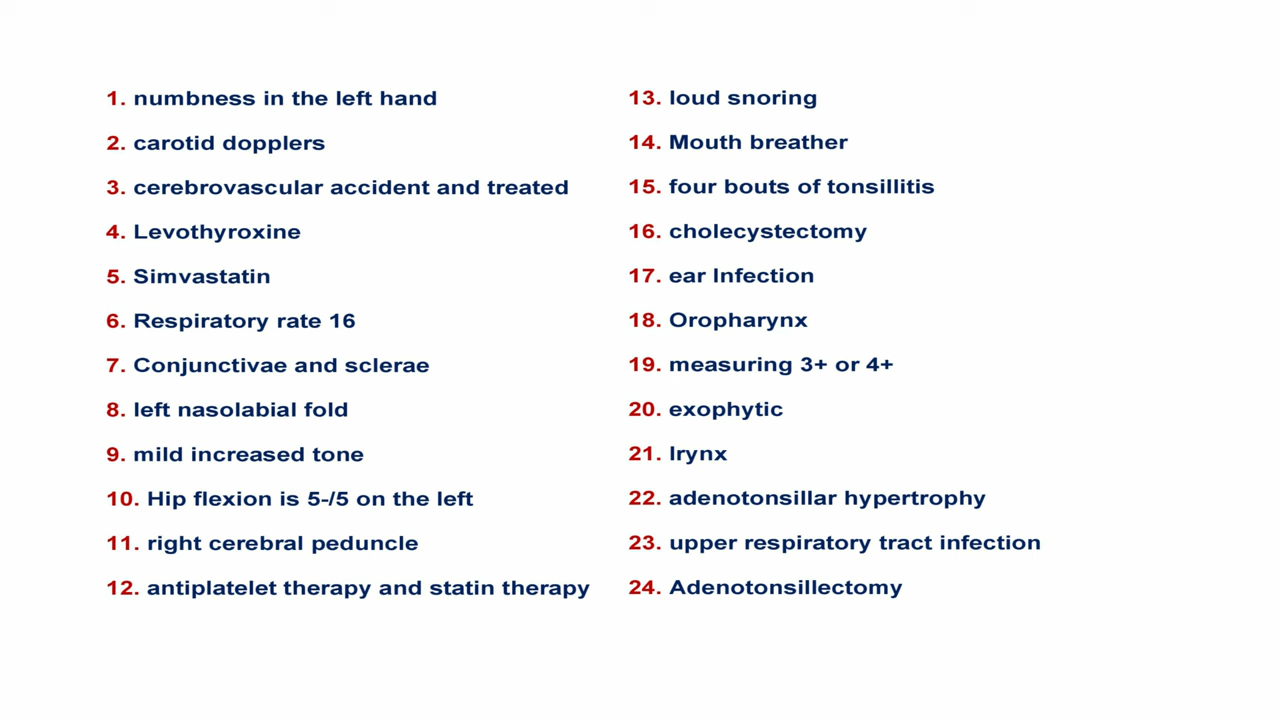 1. numbness in the left hand
2. carotid dopplers
3. cerebrovascular accident and treated
4. Levothyroxine
5. Simvastatin
6. Respiratory rate 16
7. Conjunctivae and sclerae
8. left nasolabial fold
9. mild increased tone
10. Hip flexion is 5-/5 on the left
11. right cerebral peduncle
12. antiplatelet therapy and statin therapy
13. loud snoring
14. Mouth breather
15. four bouts of tonsillitis
16. cholecystectomy
17. ear Infection
18. Oropharynx
19. measuring 3+ or 4+
20. exophytic
21. lrynx
22. adenotonsillar hypertrophy
23. upper respiratory tract infection
24. Adenotonsillectomy